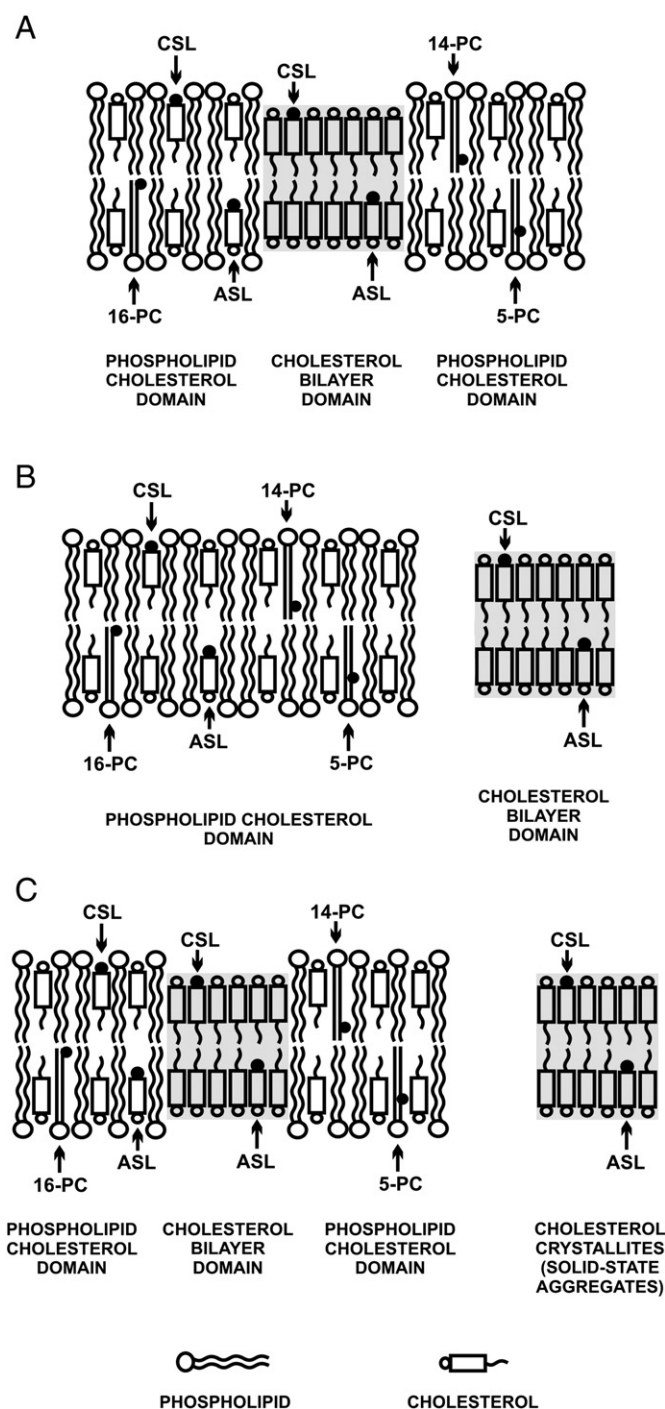 A
CSL
CSL
14-PC
16-PC
ASL
ASL
5-PC
PHOSPHOLIPID
CHOLESTEROL
DOMAIN
CHOLESTEROL
BILAYER
DOMAIN
PHOSPHOLIPID
CHOLESTEROL
DOMAIN
B
CSL
14-PC
CSL
16-PC
ASL
5-PC
ASL
PHOSPHOLIPID CHOLESTEROL
DOMAIN
CHOLESTEROL
BILAYER
DOMAIN
C
CSL
CSL
14-PC
CSL
16-PC
ASL
ASL
5-PC
ASL
PHOSPHOLIPID
CHOLESTEROL
DOMAIN
CHOLESTEROL
BILAYER
DOMAIN
PHOSPHOLIPID
CHOLESTEROL
DOMAIN
CHOLESTEROL
CRYSTALLITES
(SOLID-STATE
AGGREGATES)
PHOSPHOLIPID
CHOLESTEROL